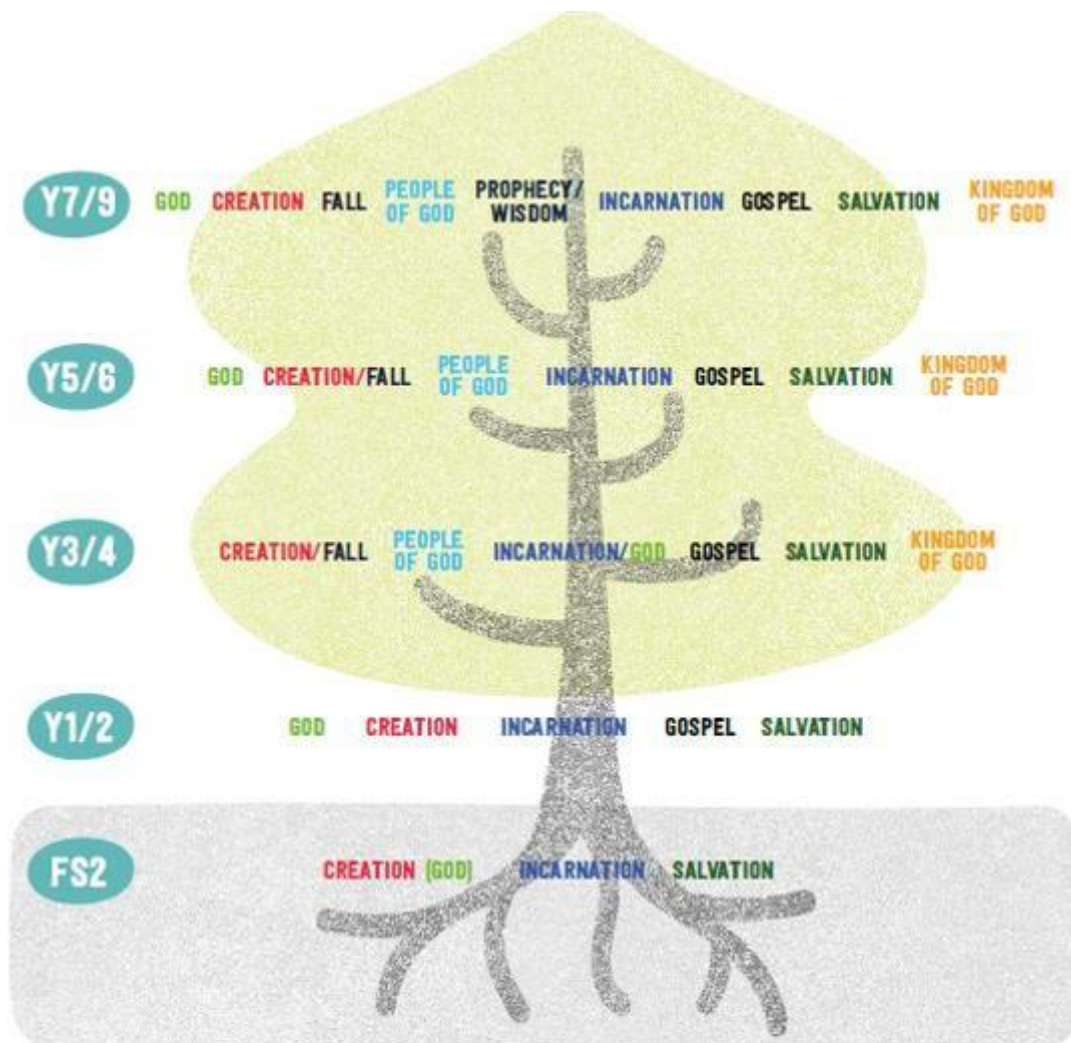 Y7/9 GOD CREATION FALL PEOPLE OF GOD PROPHECY/ WISDOM INCARNATION GOSPEL SALVATION KINGDOM OF GOD
Y5/6 GOD CREATION/FALL PEOPLE OF GOD INCARNATION GOSPEL SALVATION KINGDOM OF GOD
Y3/4 CREATION/FALL PEOPLE OF GOD INCARNATION/GOD GOSPEL SALVATION KINGDOM OF GOD
Y1/2 GOD CREATION INCARNATION GOSPEL SALVATION
FS2 CREATION (GOD) INCARNATION SALVATION